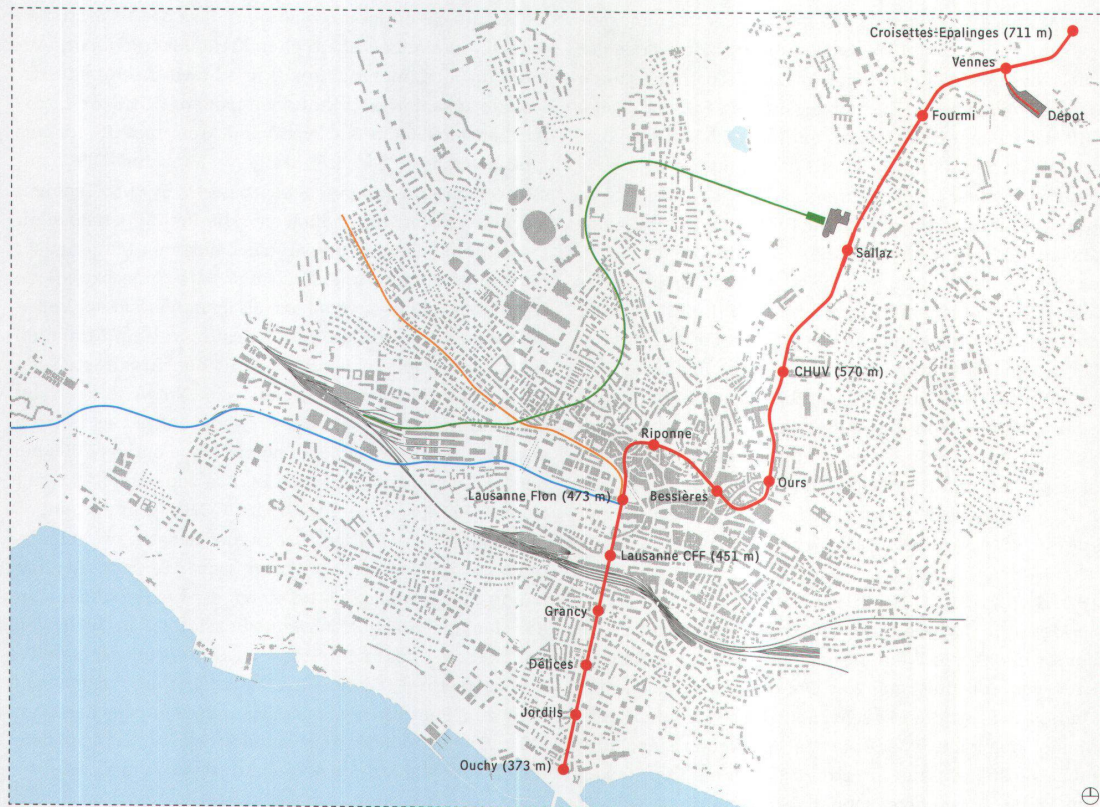 Croisettes-Epalinges (711 m)
Vennes
Dépot
Fourmi
Sallaz
CHUV (570 m)
Riponne
Ours
Bessières
Lausanne Flon (473 m)
Lausanne CFF (451 m)
Grancy
Délices
Jordils
Ouchy (373 m)